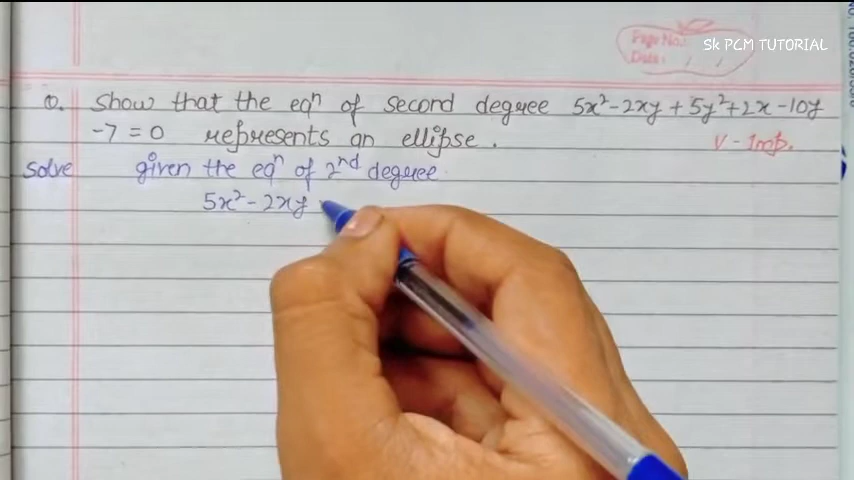 Page No.:
Sk PCM TUTORIAL
Date: / /
Q. Show that the eqⁿ of second degree 5x²-2xy+5y²+2x-10y
-7=0 represents an ellipse.
V-Imp.
Solve given the eqⁿ of 2nd degree.
5x²-2xy